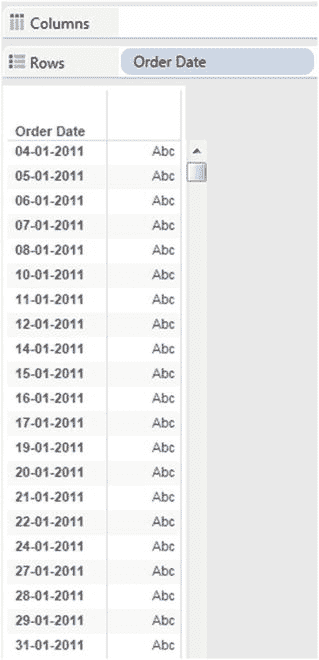 Columns
Rows Order Date
Order Date
04-01-2011 Abc
05-01-2011 Abc
06-01-2011 Abc
07-01-2011 Abc
08-01-2011 Abc
10-01-2011 Abc
11-01-2011 Abc
12-01-2011 Abc
14-01-2011 Abc
15-01-2011 Abc
16-01-2011 Abc
17-01-2011 Abc
19-01-2011 Abc
20-01-2011 Abc
21-01-2011 Abc
22-01-2011 Abc
24-01-2011 Abc
27-01-2011 Abc
28-01-2011 Abc
29-01-2011 Abc
31-01-2011 Abc